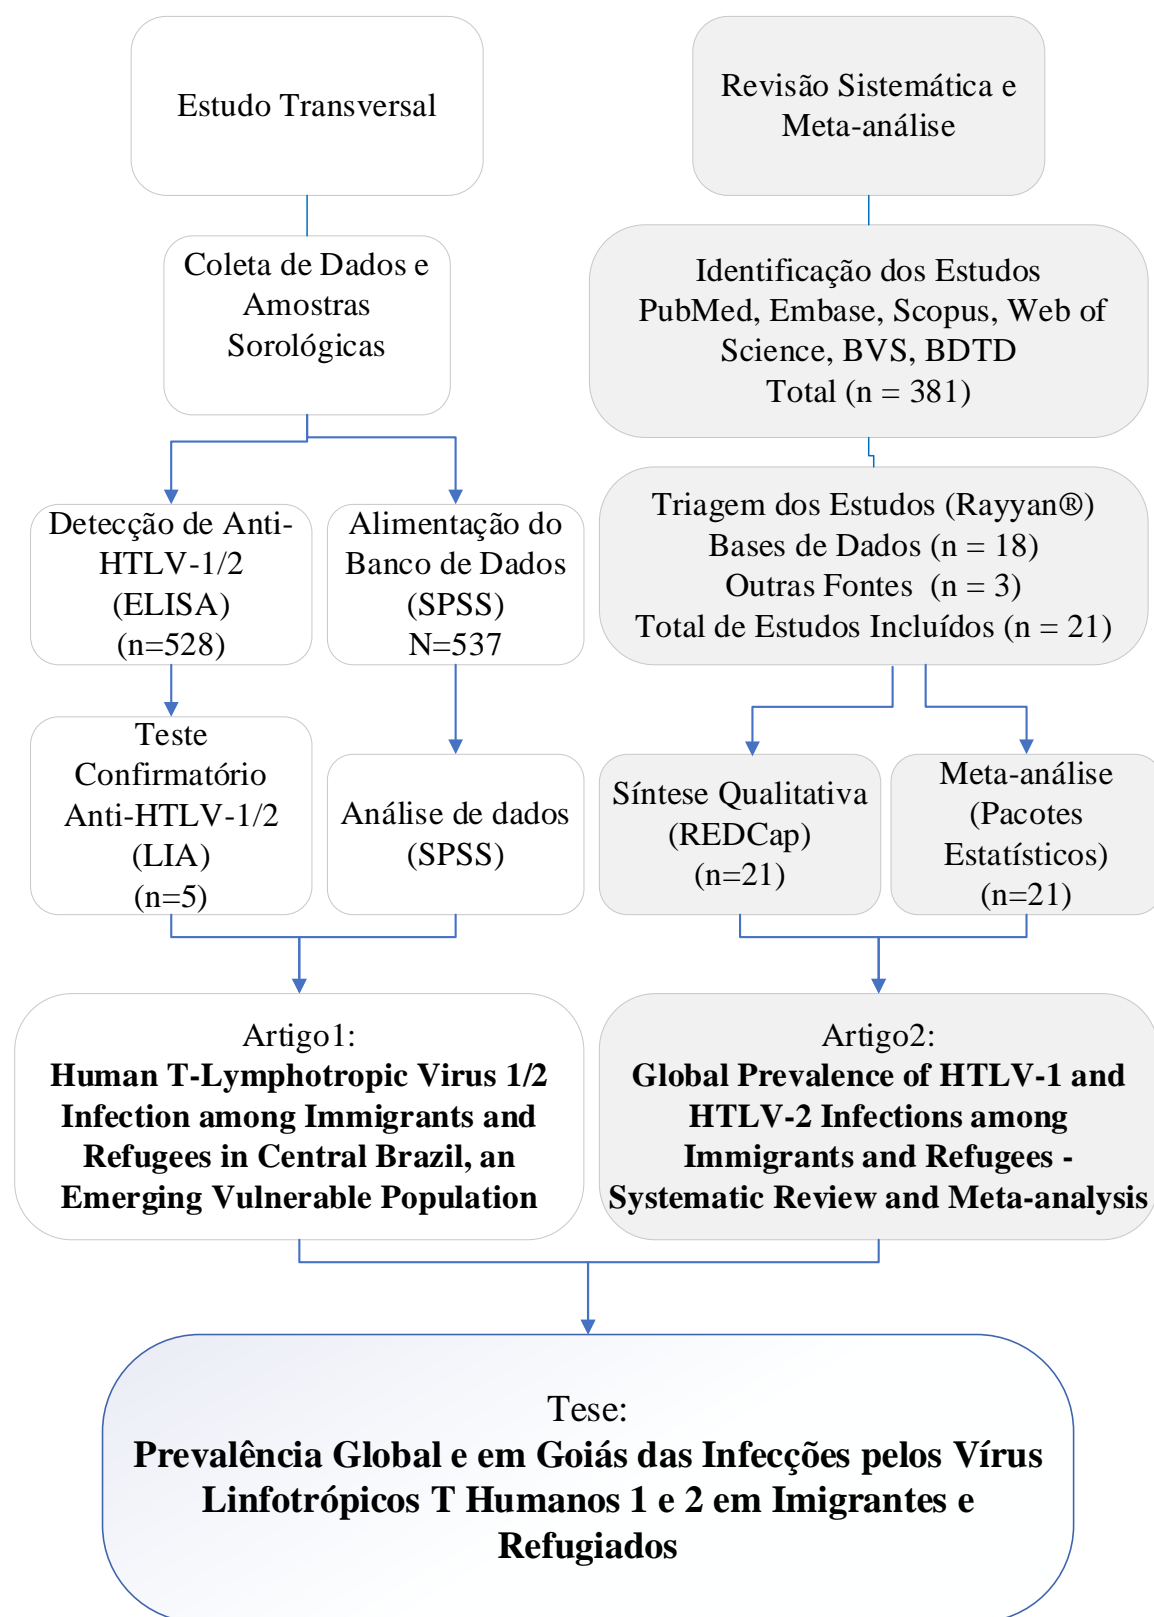 Estudo Transversal
Revisão Sistemática e
Meta-análise
Coleta de Dados e
Amostras
Sorológicas
Identificação dos Estudos
PubMed, Embase, Scopus, Web of
Science, BVS, BDTD
Total (n = 381)
Detecção de Anti-
HTLV-1/2
(ELISA)
(n=528)
Alimentação do
Banco de Dados
(SPSS)
N=537
Triagem dos Estudos (Rayyan®)
Bases de Dados (n = 18)
Outras Fontes (n = 3)
Total de Estudos Incluídos (n = 21)
Teste
Confirmatório
Anti-HTLV-1/2
(LIA)
(n=5)
Análise de dados
(SPSS)
Síntese Qualitativa
(REDCap)
(n=21)
Meta-análise
(Pacotes
Estatísticos)
(n=21)
Artigo1:
Human T-Lymphotropic Virus 1/2
Infection among Immigrants and
Refugees in Central Brazil, an
Emerging Vulnerable Population
Artigo2:
Global Prevalence of HTLV-1 and
HTLV-2 Infections among
Immigrants and Refugees -
Systematic Review and Meta-analysis
Tese:
Prevalência Global e em Goiás das Infecções pelos Vírus
Linfotrópicos T Humanos 1 e 2 em Imigrantes e
Refugiados